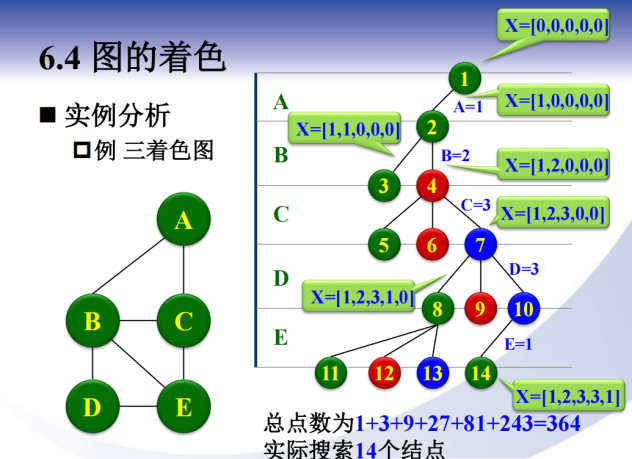 6.4 图的着色
■ 实例分析
例 三着色图
A
B
C
D
E
X=[0,0,0,0,0]
1
A
A=1
X=[1,0,0,0,0]
X=[1,1,0,0,0]
2
B
B=2
X=[1,2,0,0,0]
3
4
C
C=3
X=[1,2,3,0,0]
5
6
7
D
D=3
X=[1,2,3,1,0]
8
9
10
E
E=1
11
12
13
14
X=[1,2,3,3,1]
总点数为1+3+9+27+81+243=364
实际搜索14个结点